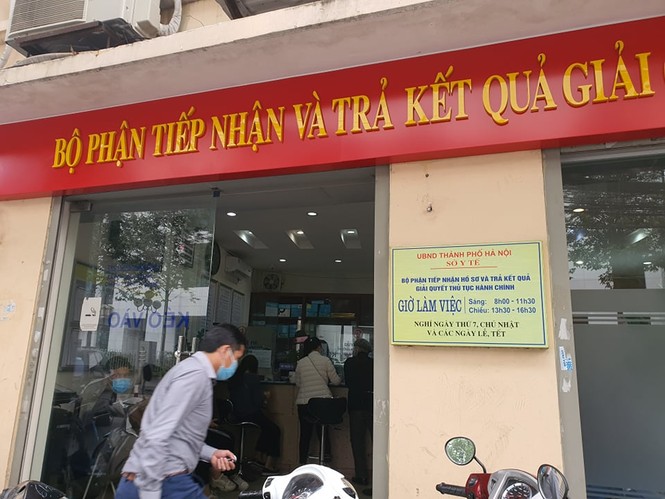 BỘ PHẬN TIẾP NHẬN VÀ TRẢ KẾT QUẢ GIẢI
UBND THÀNH PHỐ HÀ NỘI
SỞ Y TẾ
BỘ PHẬN TIẾP NHẬN HỒ SƠ VÀ TRẢ KẾT QUẢ
GIẢI QUYẾT THỦ TỤC HÀNH CHÍNH
GIỜ LÀM VIỆC
Sáng: 8h00 - 11h30
Chiều: 13h30 - 16h30
NGHỈ NGÀY THỨ 7, CHỦ NHẬT
VÀ CÁC NGÀY LỄ, TẾT
KÉO VÀO